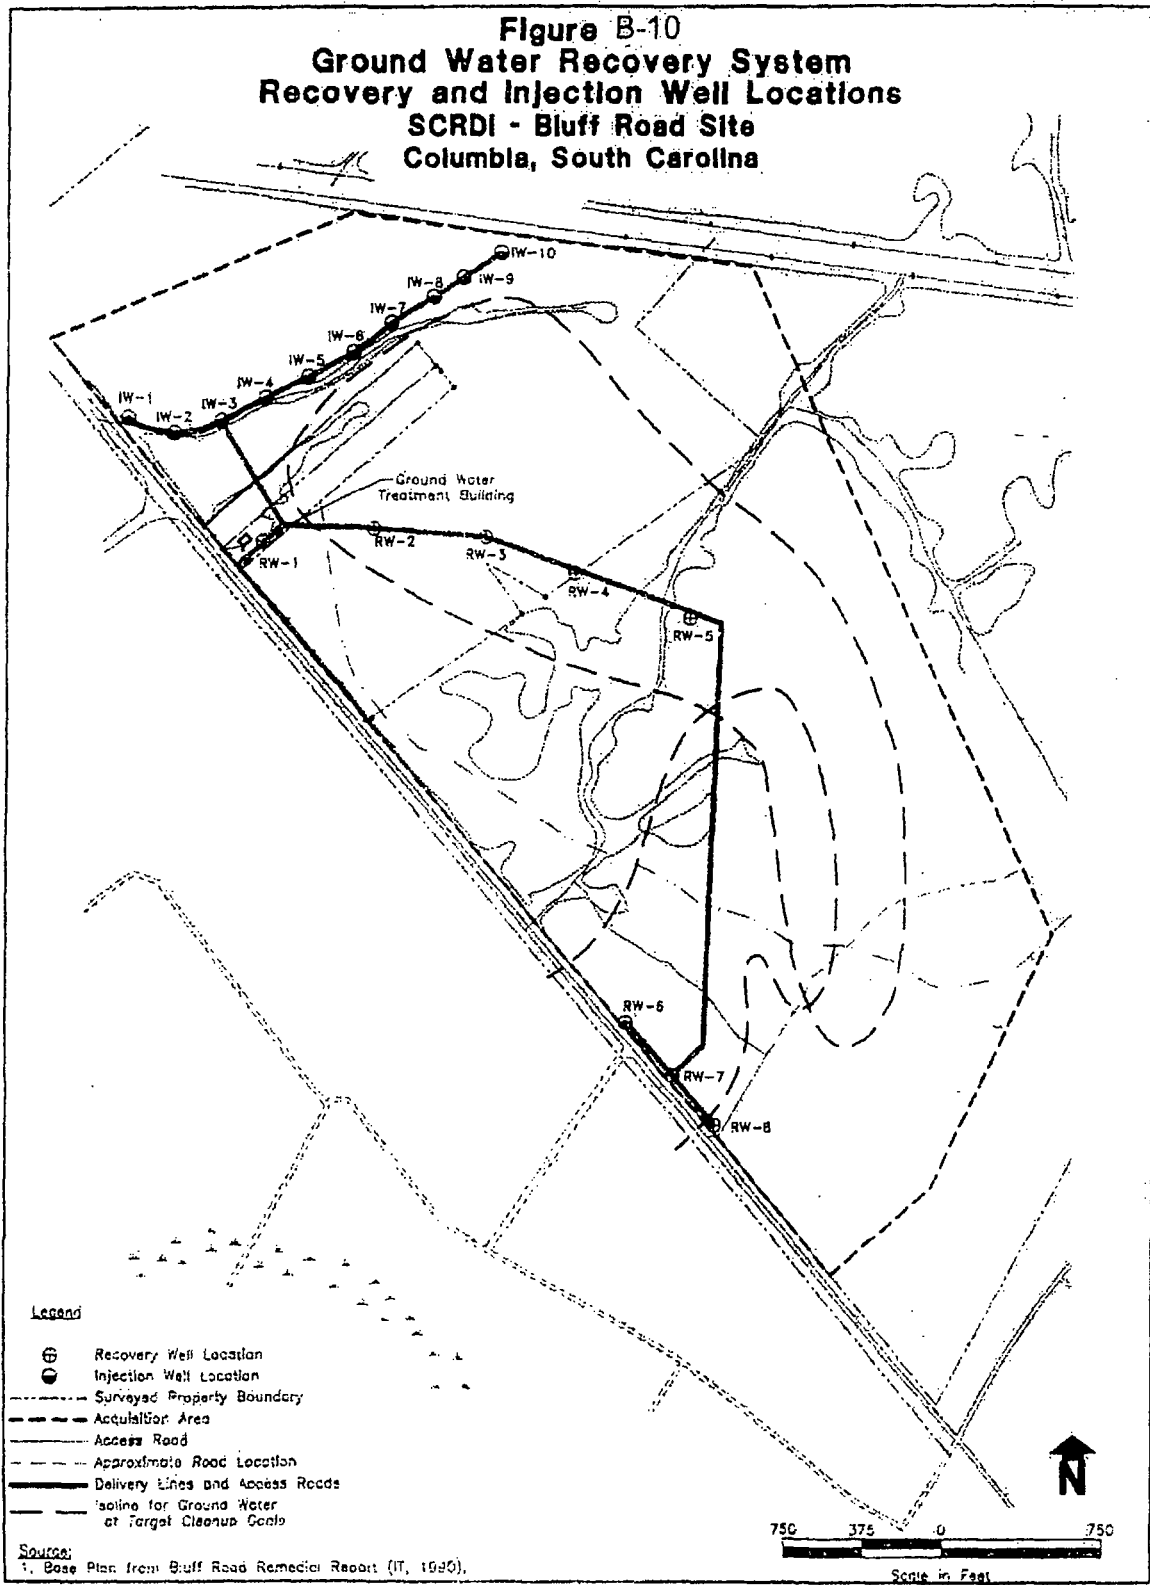 Figure B-10
Ground Water Recovery System
Recovery and Injection Well Locations
SCRDI - Bluff Road Site
Columbia, South Carolina
IW-10
IW-9
IW-8
IW-7
IW-6
IW-5
IW-4
IW-3
IW-2
IW-1
Ground Water
Treatment Building
RW-1
RW-2
RW-3
RW-4
RW-5
RW-6
RW-7
RW-8
Legend
Recovery Well Location
Injection Well Location
Surveyed Property Boundary
Acquisition Area
Access Road
Approximate Road Location
Delivery Lines and Access Roads
Isoline for Ground Water
at Target Cleanup Goals
Source:
1. Base Plan from Bluff Road Remedial Report (IT, 1990).
N
750 375 0 750
Scale in Feet